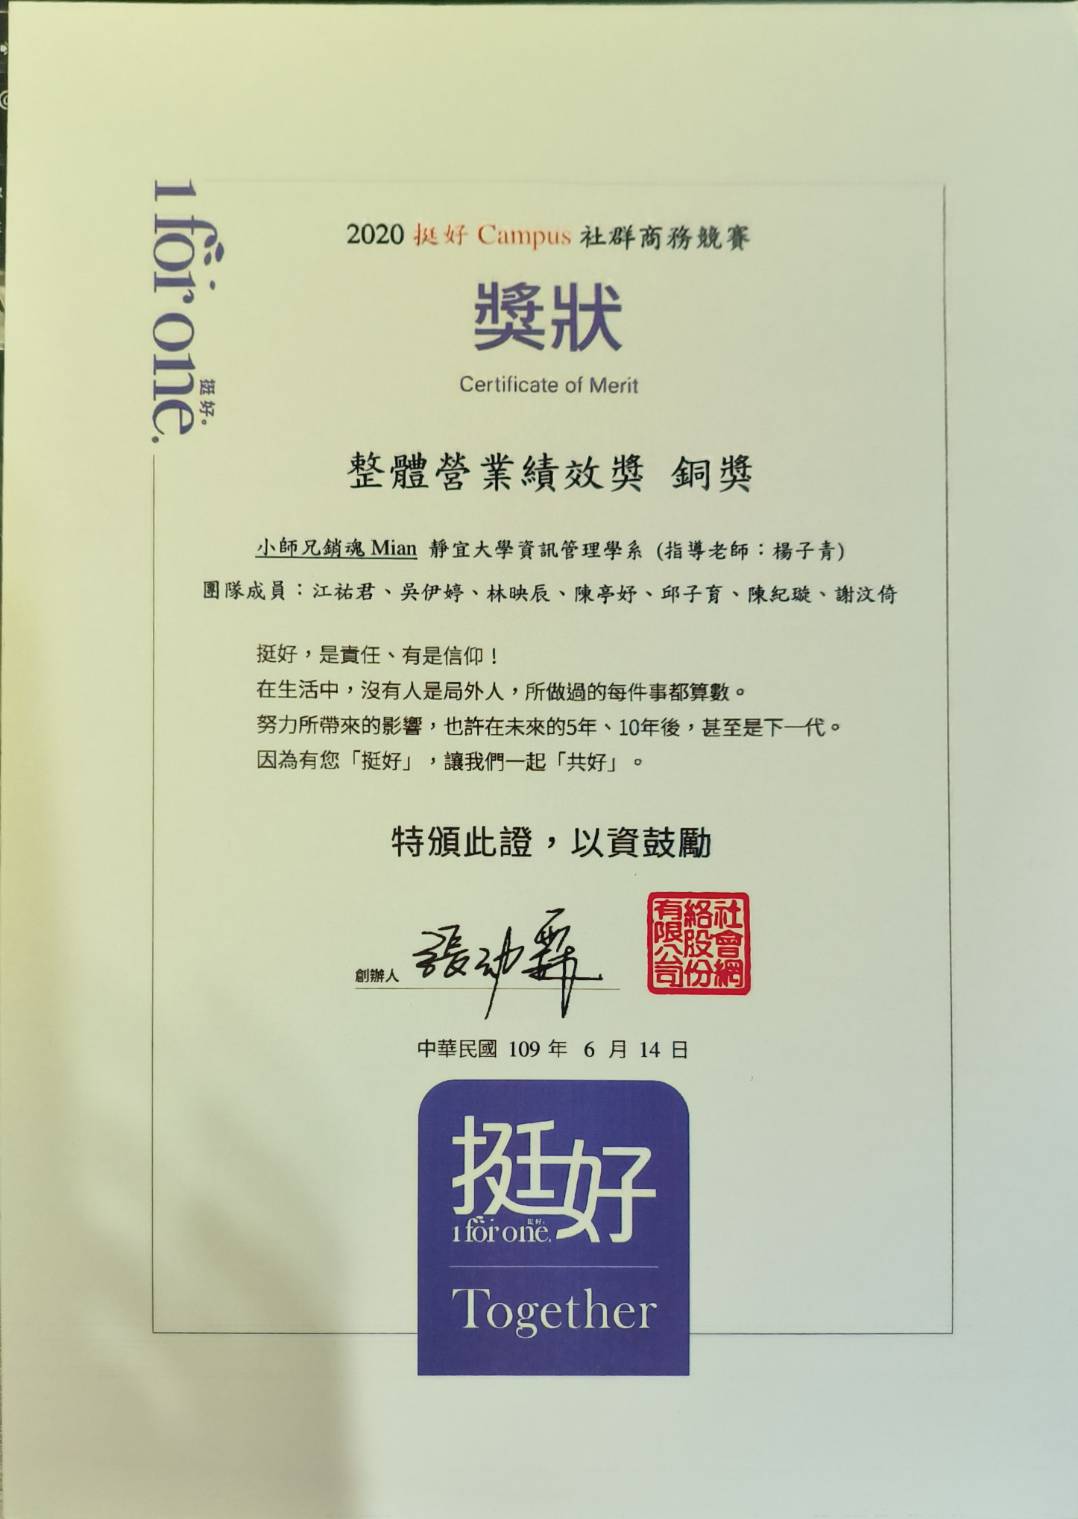 1 for one.
挺好。
2020 挺好 Campus 社群商務競賽
獎狀
Certificate of Merit
整體營業績效獎 銅獎
小師兄銷魂 Mian 靜宜大學資訊管理學系 (指導老師：楊子青)
團隊成員：江祐君、吳伊婷、林映辰、陳亭妤、邱子育、陳紀璇、謝汶倚
挺好，是責任、有是信仰！
在生活中，沒有人是局外人，所做過的每件事都算數。
努力所帶來的影響，也許在未來的5年、10年後，甚至是下一代。
因為有您「挺好」，讓我們一起「共好」。
特頒此證，以資鼓勵
創辦人
社會網絡股份有限公司
中華民國 109 年 6 月 14 日
挺好
1 for one. 挺好。
Together